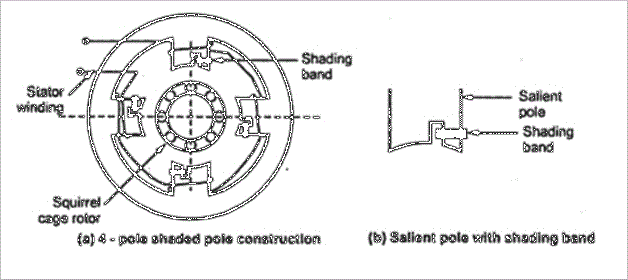 Shading
band
Stator
winding
Salient
pole
Shading
band
Squirrel
cage rotor
(a) 4 - pole shaded pole construction
(b) Salient pole with shading band